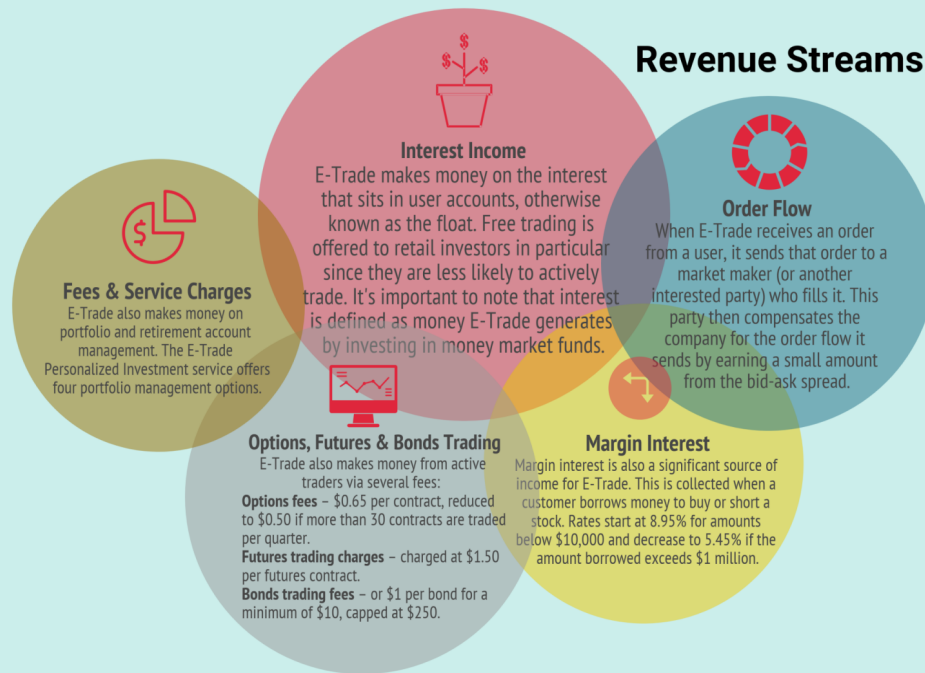 Revenue Streams
Interest Income
E-Trade makes money on the interest
that sits in user accounts, otherwise
known as the float. Free trading is
offered to retail investors in particular
since they are less likely to actively
trade. It's important to note that interest
is defined as money E-Trade generates
by investing in money market funds.
Order Flow
When E-Trade receives an order
from a user, it sends that order to a
market maker (or another
interested party) who fills it. This
party then compensates the
company for the order flow it
sends by earning a small amount
from the bid-ask spread.
Fees & Service Charges
E-Trade also makes money on
portfolio and retirement account
management. The E-Trade
Personalized Investment service offers
four portfolio management options.
Options, Futures & Bonds Trading
E-Trade also makes money from active
traders via several fees:
Options fees – $0.65 per contract, reduced
to $0.50 if more than 30 contracts are traded
per quarter.
Futures trading charges – charged at $1.50
per futures contract.
Bonds trading fees – or $1 per bond for a
minimum of $10, capped at $250.
Margin Interest
Margin interest is also a significant source of
income for E-Trade. This is collected when a
customer borrows money to buy or short a
stock. Rates start at 8.95% for amounts
below $10,000 and decrease to 5.45% if the
amount borrowed exceeds $1 million.